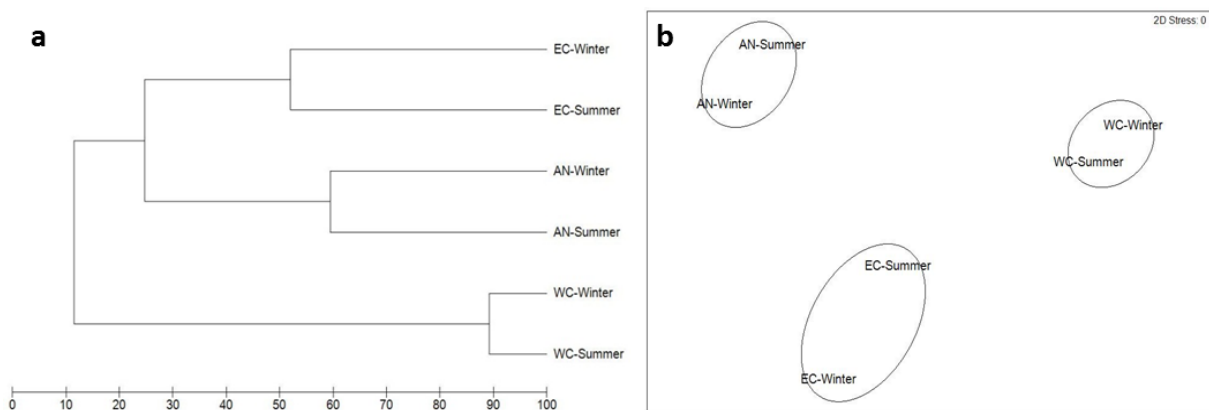 a
EC-Winter
EC-Summer
AN-Winter
AN-Summer
WC-Winter
WC-Summer
0 10 20 30 40 50 60 70 80 90 100
b
2D Stress: 0
AN-Summer
AN-Winter
WC-Winter
WC-Summer
EC-Summer
EC-Winter